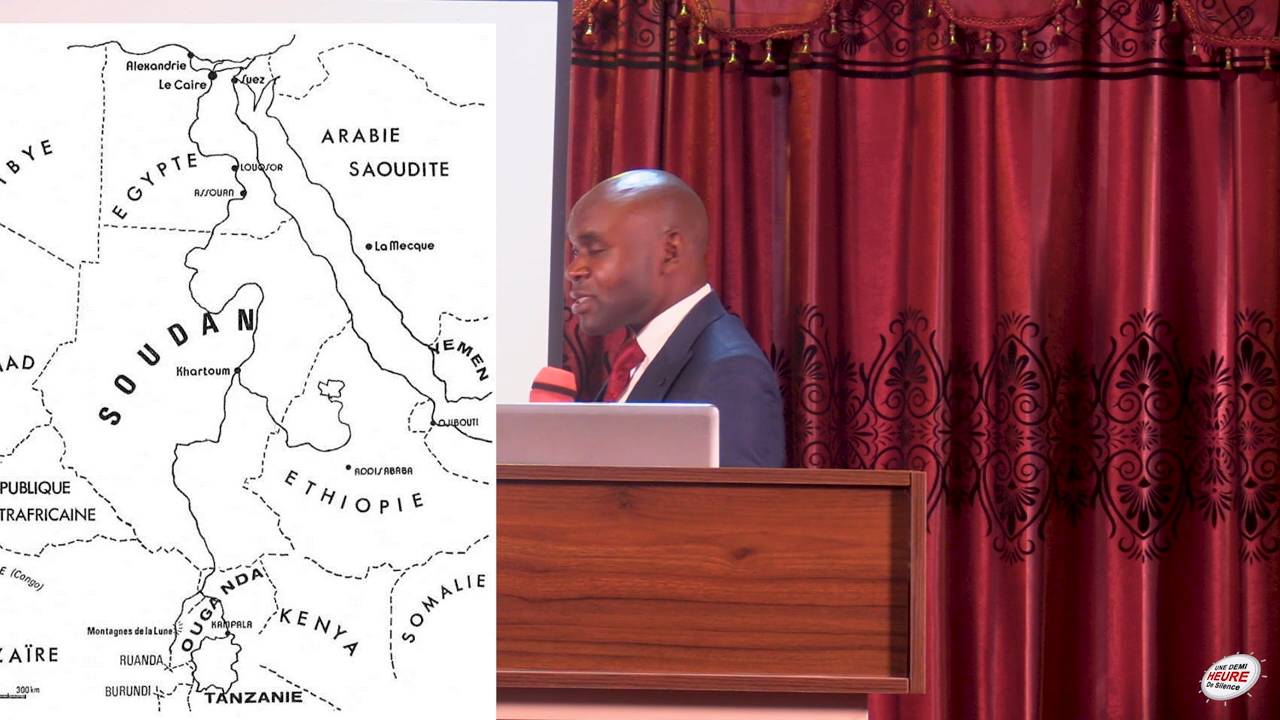 Alexandrie
Le Caire
Suez
IBYE
EGYPTE
LOUQSOR
ASSOUAN
ARABIE
SAOUDITE
La Mecque
SOUDAN
Khartoum
YEMEN
DJIBOUTI
AD
ADDIS ABABA
ETHIOPIE
PUBLIQUE
TRAFRICAINE
E (Congo)
OUGANDA
KAMPALA
KENYA
SOMALIE
Montagnes de la Lune
ZAÏRE
RUANDA
BURUNDI
TANZANIE
300 km
UNE DEMI
HEURE
De Silence